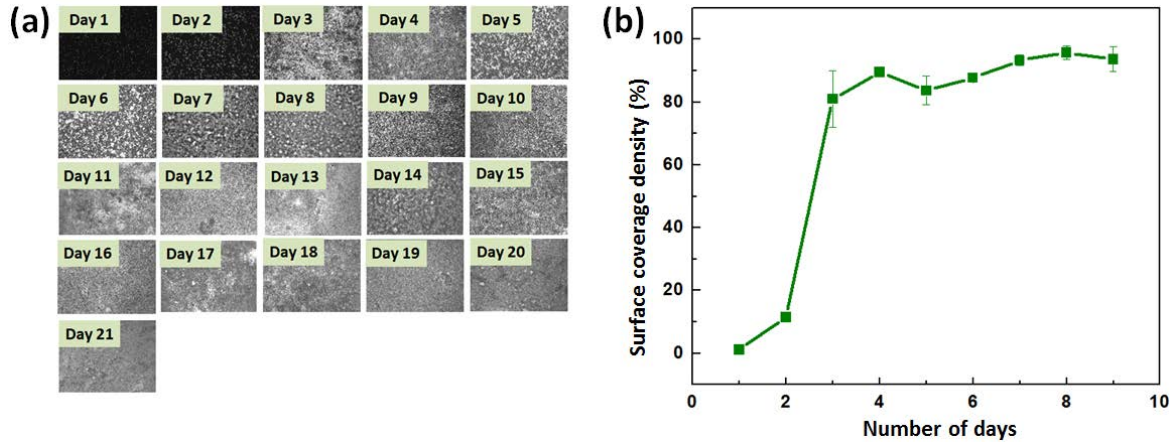 (a)
Day 1
Day 2
Day 3
Day 4
Day 5
Day 6
Day 7
Day 8
Day 9
Day 10
Day 11
Day 12
Day 13
Day 14
Day 15
Day 16
Day 17
Day 18
Day 19
Day 20
Day 21
(b)
Surface coverage density (%)
100
80
60
40
20
0
0
2
4
6
8
10
Number of days